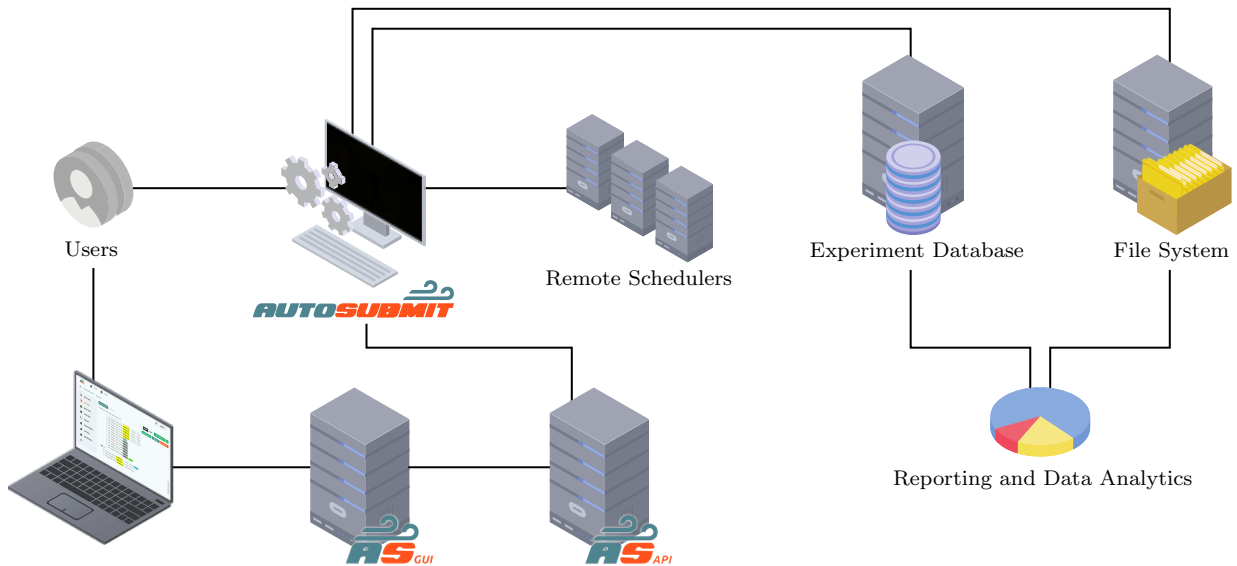 Users
AUTOSUBMIT
Remote Schedulers
Experiment Database
File System
Reporting and Data Analytics
AS GUI
AS API